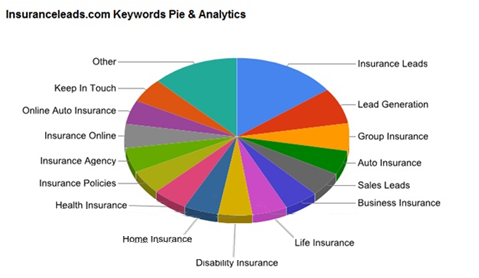 Insuranceleads.com Keywords Pie & Analytics
Other
Insurance Leads
Keep In Touch
Lead Generation
Online Auto Insurance
Group Insurance
Insurance Online
Auto Insurance
Insurance Agency
Sales Leads
Insurance Policies
Business Insurance
Health Insurance
Home Insurance
Life Insurance
Disability Insurance